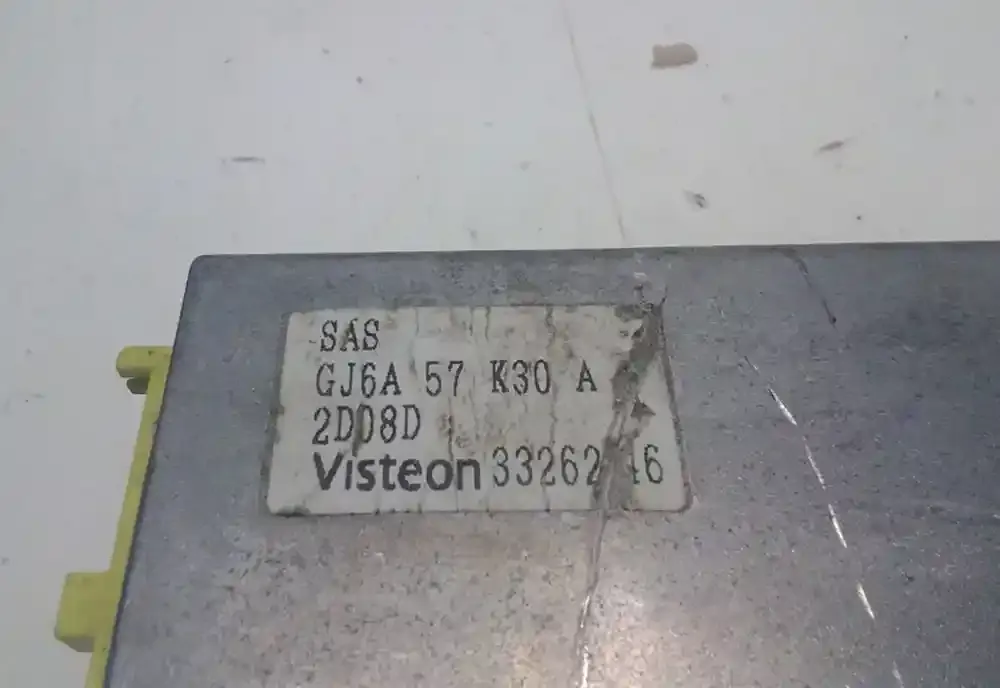 SAS
GJ6A 57 K30 A
2D08D
Visteon